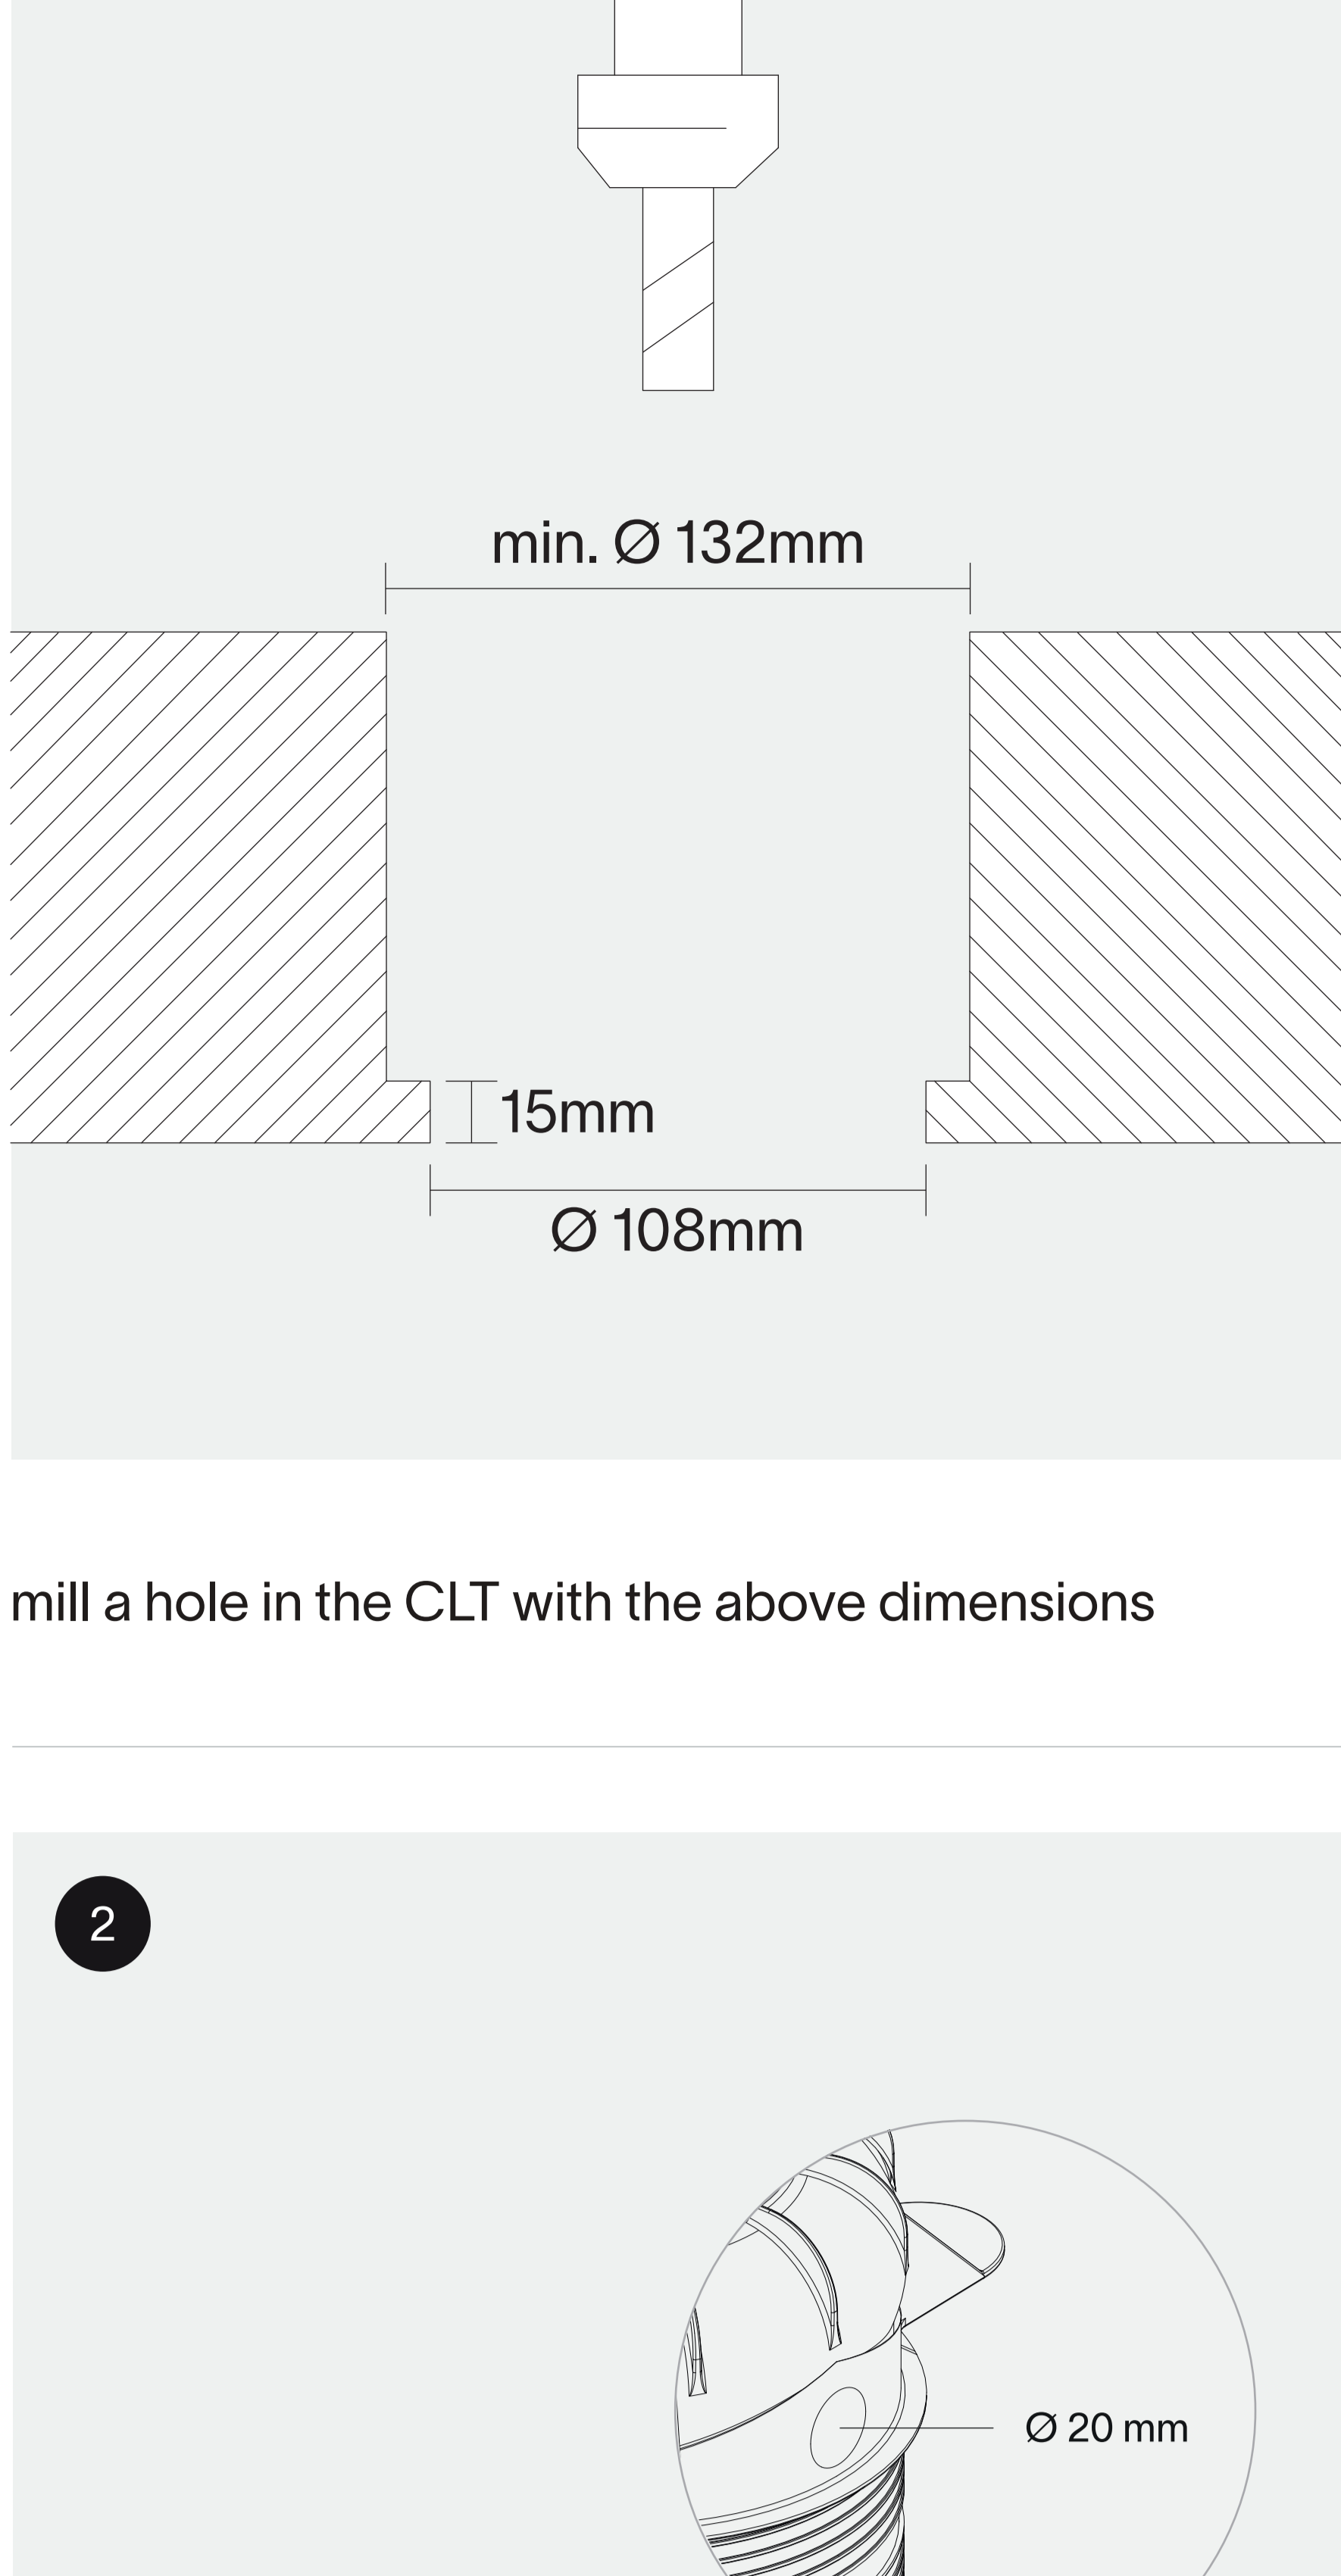 min. Ø 132mm
15mm
Ø 108mm
mill a hole in the CLT with the above dimensions
2
Ø 20 mm